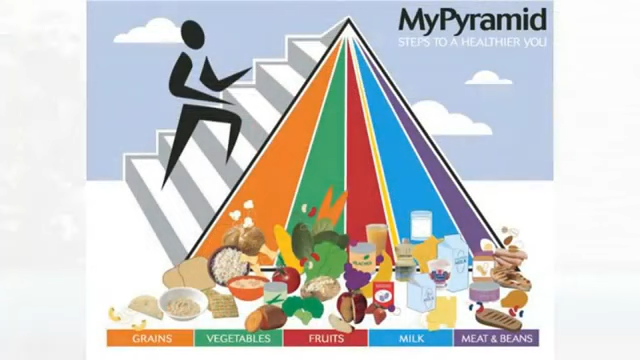 MyPyramid
STEPS TO A HEALTHIER YOU
GRAINS
VEGETABLES
FRUITS
MILK
MEAT & BEANS